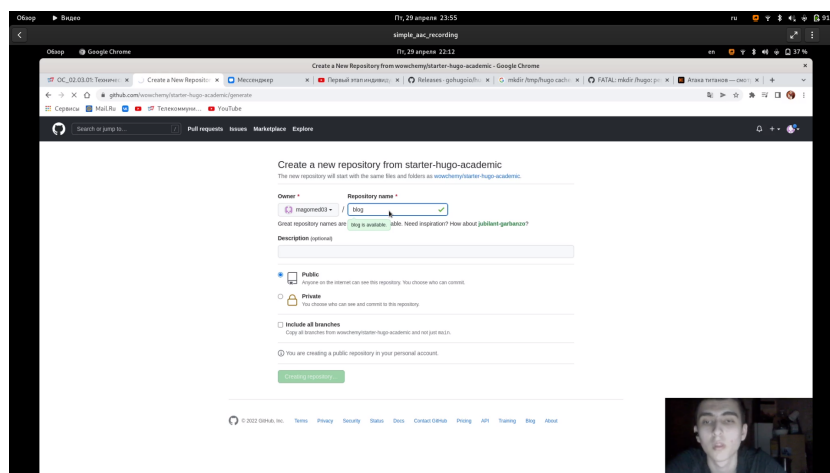 Обзор Видео Пт, 29 апреля 23:55 ru 91
simple_aac_recording
Обзор Google Chrome Пт, 29 апреля 22:12 en 37 %
Create a New Repository from wowchemy/starter-hugo-academic - Google Chrome
ОС_02.03.01: Техничес Create a New Repositor Мессенджер Первый этап индивиду Releases · gohugoio/hu mkdir /tmp/hugo cache FATAL: mkdir /hugo: pe Атака титанов — смот
github.com/wowchemy/starter-hugo-academic/generate
Сервисы Mail.Ru Телекоммуни... YouTube
Search or jump to... / Pull requests Issues Marketplace Explore
Create a new repository from starter-hugo-academic
The new repository will start with the same files and folders as wowchemy/starter-hugo-academic.
Owner * Repository name *
magomed03 / blog
Great repository names are blog is available. able. Need inspiration? How about jubilant-garbanzo?
Description (optional)
Public
Anyone on the internet can see this repository. You choose who can commit.
Private
You choose who can see and commit to this repository.
Include all branches
Copy all branches from wowchemy/starter-hugo-academic and not just main.
You are creating a public repository in your personal account.
Creating repository...
© 2022 GitHub, Inc. Terms Privacy Security Status Docs Contact GitHub Pricing API Training Blog About